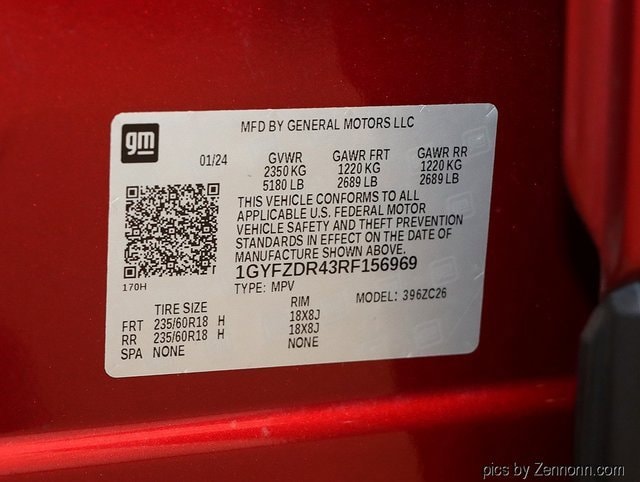 gm
MFD BY GENERAL MOTORS LLC
01/24 GVWR GAWR FRT GAWR RR
2350 KG 1220 KG 1220 KG
5180 LB 2689 LB 2689 LB
THIS VEHICLE CONFORMS TO ALL
APPLICABLE U.S. FEDERAL MOTOR
VEHICLE SAFETY AND THEFT PREVENTION
STANDARDS IN EFFECT ON THE DATE OF
MANUFACTURE SHOWN ABOVE.
1GYFZDR43RF156969
170H TYPE: MPV
TIRE SIZE RIM MODEL: 396ZC26
FRT 235/60R18 H 18X8J
RR 235/60R18 H 18X8J
SPA NONE NONE
pics by Zennonn.com